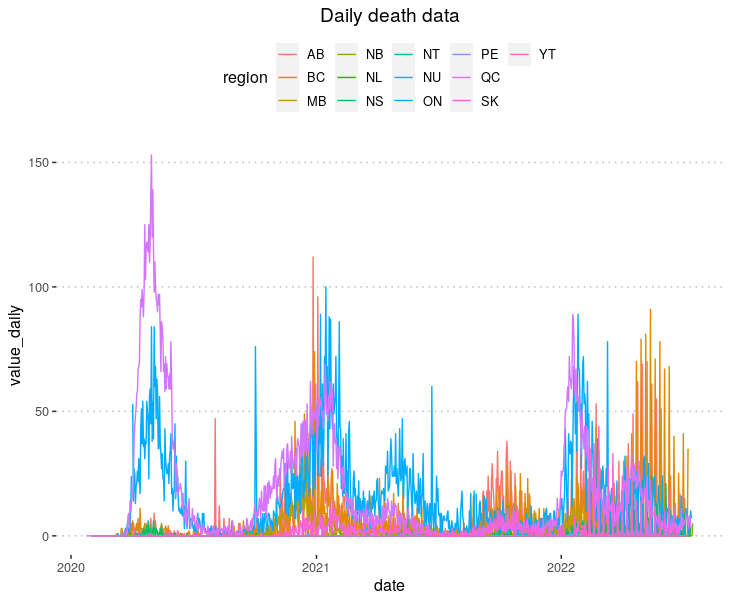 Daily death data
AB NB NT PE YT
region BC NL NU QC
MB NS ON SK
150
100
50
0
value_daily
2020 2021 2022
date